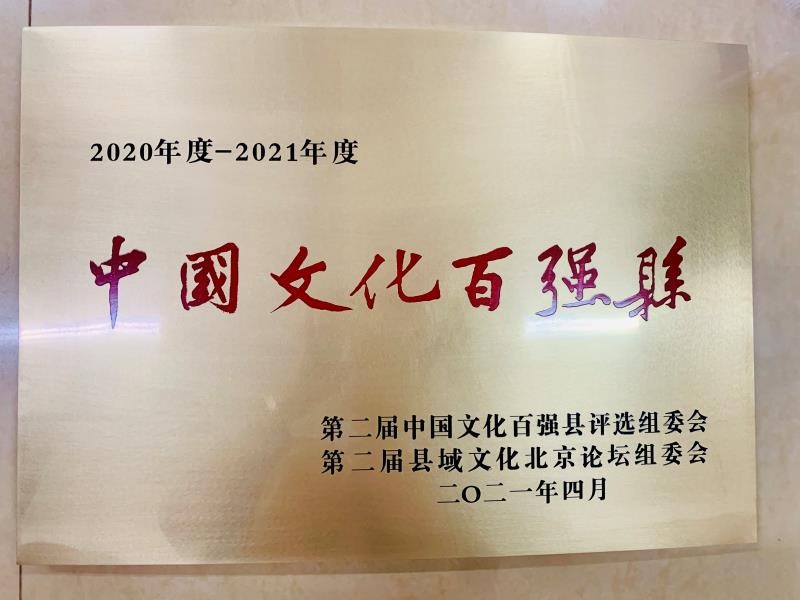 2020年度-2021年度
中國文化百强縣
第二届中国文化百强县评选组委会
第二届县域文化北京论坛组委会
二〇二一年四月